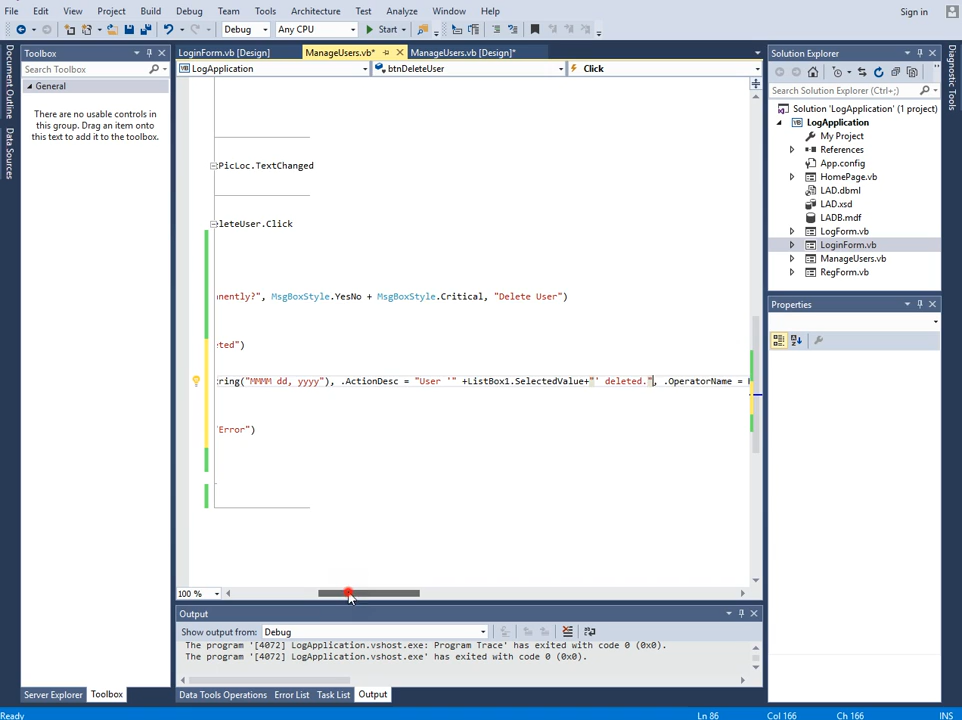 File Edit View Project Build Debug Team Tools Architecture Test Analyze Window Help Sign in
Debug Any CPU Start
Document Outline
Data Sources
Toolbox
Search Toolbox
General
There are no usable controls in
this group. Drag an item onto
this text to add it to the toolbox.
LoginForm.vb [Design] ManageUsers.vb* ManageUsers.vb [Design]*
LogApplication btnDeleteUser Click
:PicLoc.TextChanged
leteUser.Click
nently?", MsgBoxStyle.YesNo + MsgBoxStyle.Critical, "Delete User")
ted")
tring("MMMM dd, yyyy"), .ActionDesc = "User '" +ListBox1.SelectedValue+"' deleted.", .OperatorName =
"Error")
100 %
Output
Show output from: Debug
The program '[4072] LogApplication.vshost.exe: Program Trace' has exited with code 0 (0x0).
The program '[4072] LogApplication.vshost.exe' has exited with code 0 (0x0).
Server Explorer Toolbox
Data Tools Operations Error List Task List Output
Solution Explorer
Search Solution Explorer (Ctrl+;)
Solution 'LogApplication' (1 project)
LogApplication
My Project
References
App.config
HomePage.vb
LAD.dbml
LAD.xsd
LADB.mdf
LogForm.vb
LoginForm.vb
ManageUsers.vb
RegForm.vb
Properties
Diagnostic Tools
Ready Ln 86 Col 166 Ch 166 INS